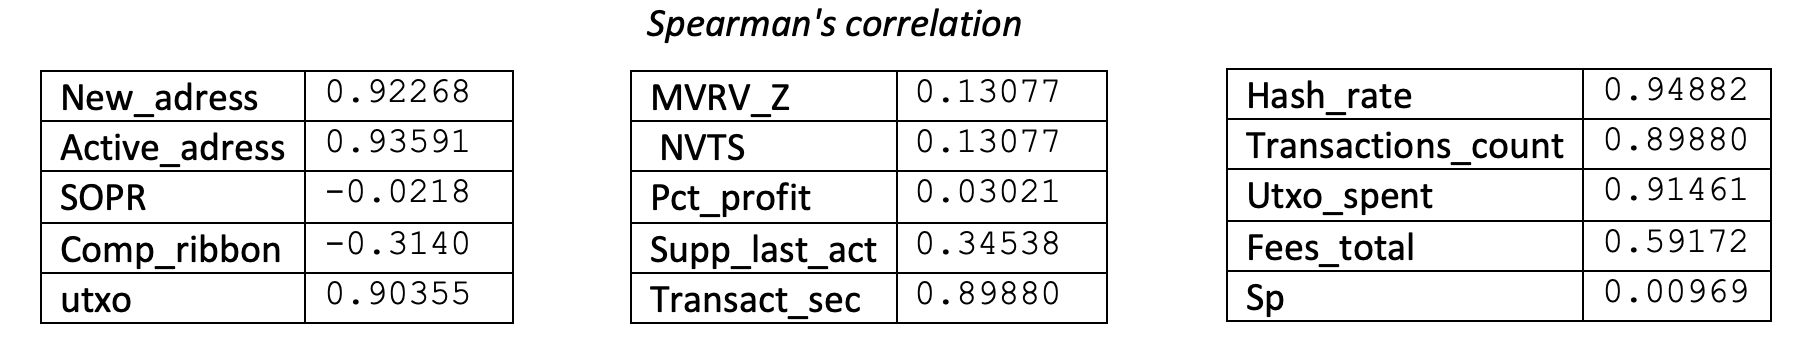 Spearman's correlation
New_adress 0.92268
Active_adress 0.93591
SOPR -0.0218
Comp_ribbon -0.3140
utxo 0.90355
MVRV_Z 0.13077
NVTS 0.13077
Pct_profit 0.03021
Supp_last_act 0.34538
Transact_sec 0.89880
Hash_rate 0.94882
Transactions_count 0.89880
Utxo_spent 0.91461
Fees_total 0.59172
Sp 0.00969